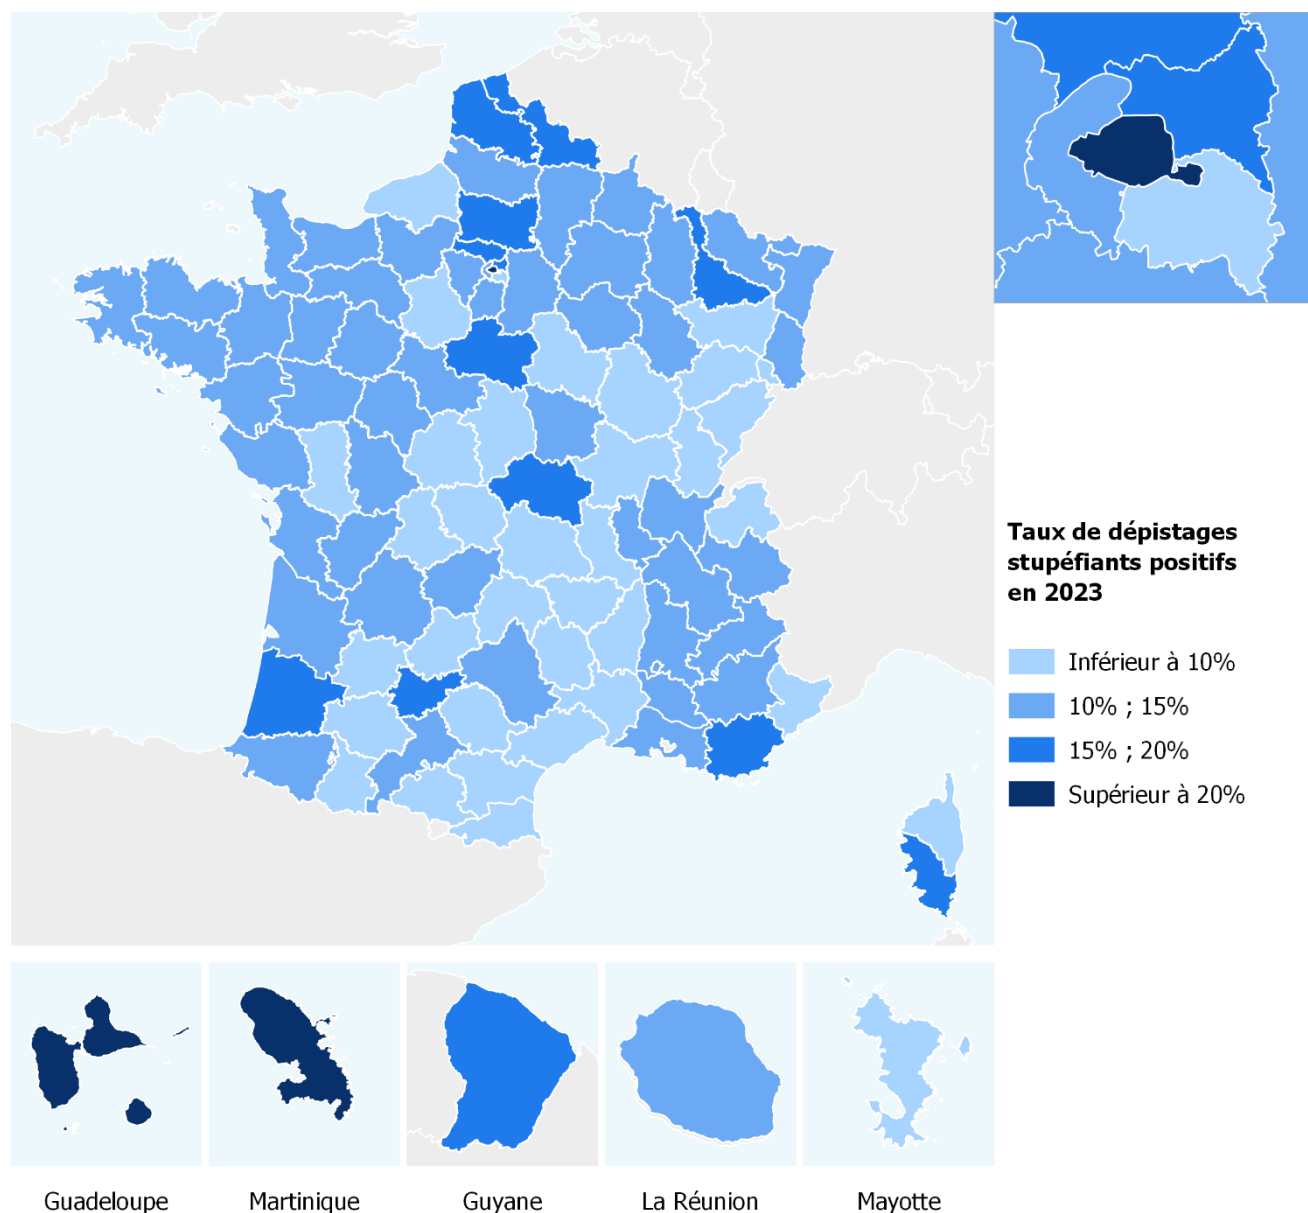 Taux de dépistages
stupéfiants positifs
en 2023
Inférieur à 10%
10% ; 15%
15% ; 20%
Supérieur à 20%
Guadeloupe
Martinique
Guyane
La Réunion
Mayotte